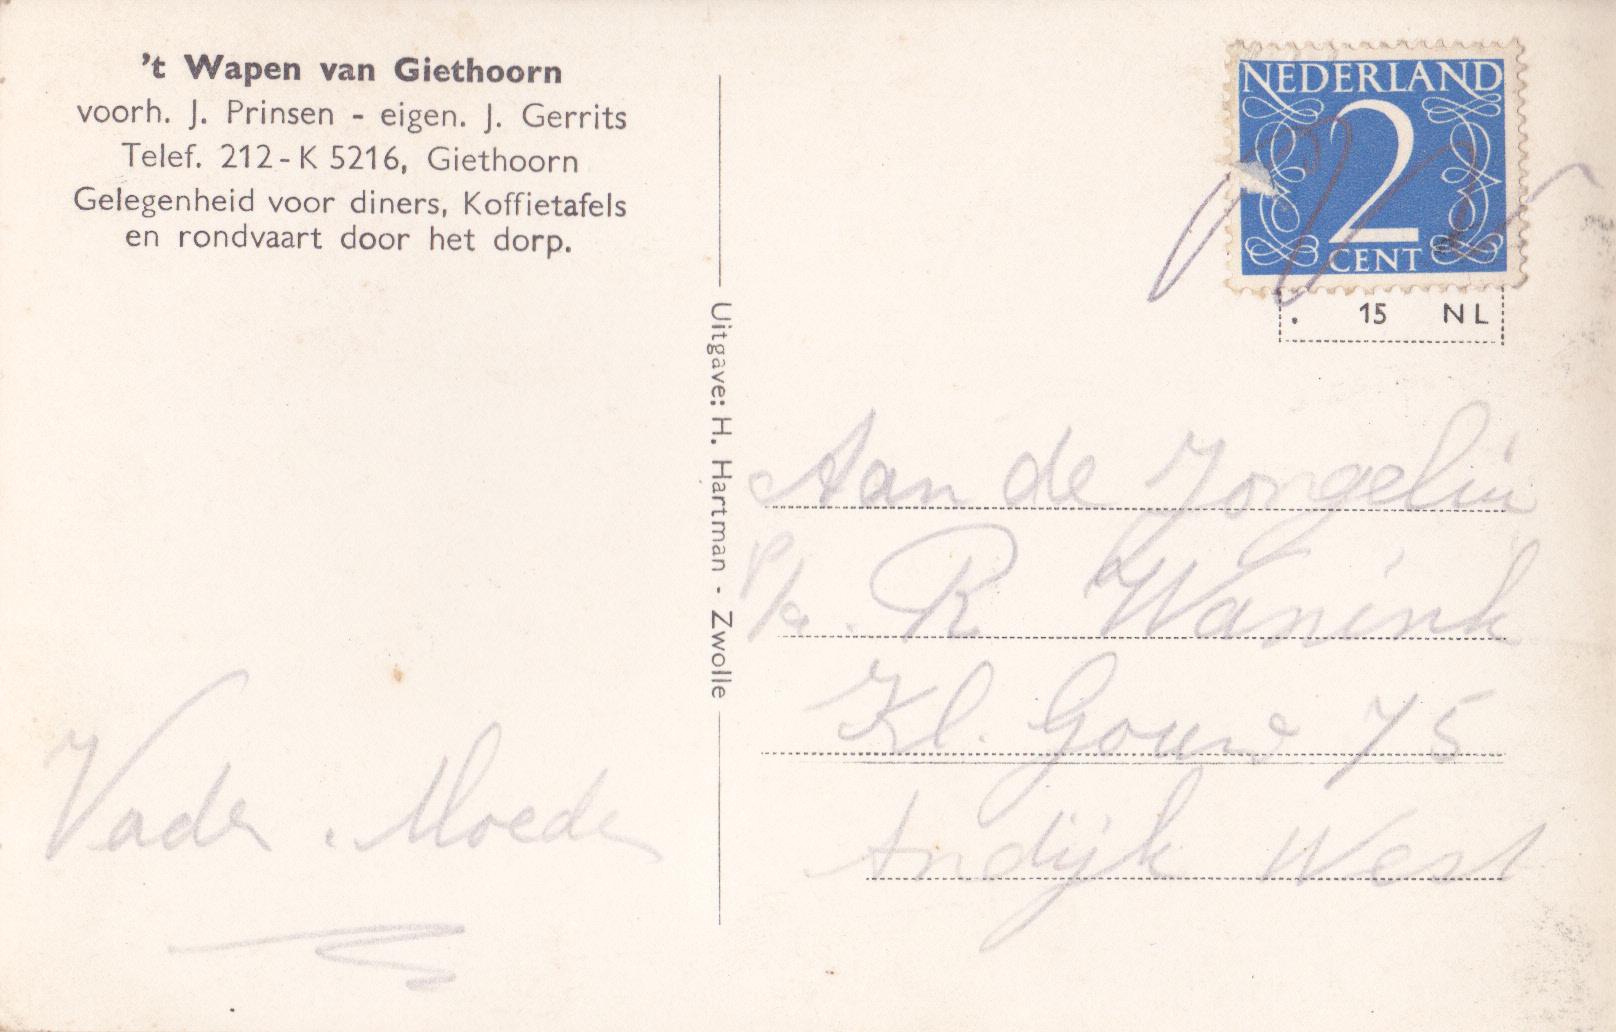 't Wapen van Giethoorn
voorh. J. Prinsen - eigen. J. Gerrits
Telef. 212 - K 5216, Giethoorn
Gelegenheid voor diners, Koffietafels
en rondvaart door het dorp.
Vader. Moeder
Uitgave: H. Hartman - Zwolle
NEDERLAND
2
CENT
. 15 NL
Aan de Jongelui
p/a. R Wanink
Kl. Gouw 75
Andijk West